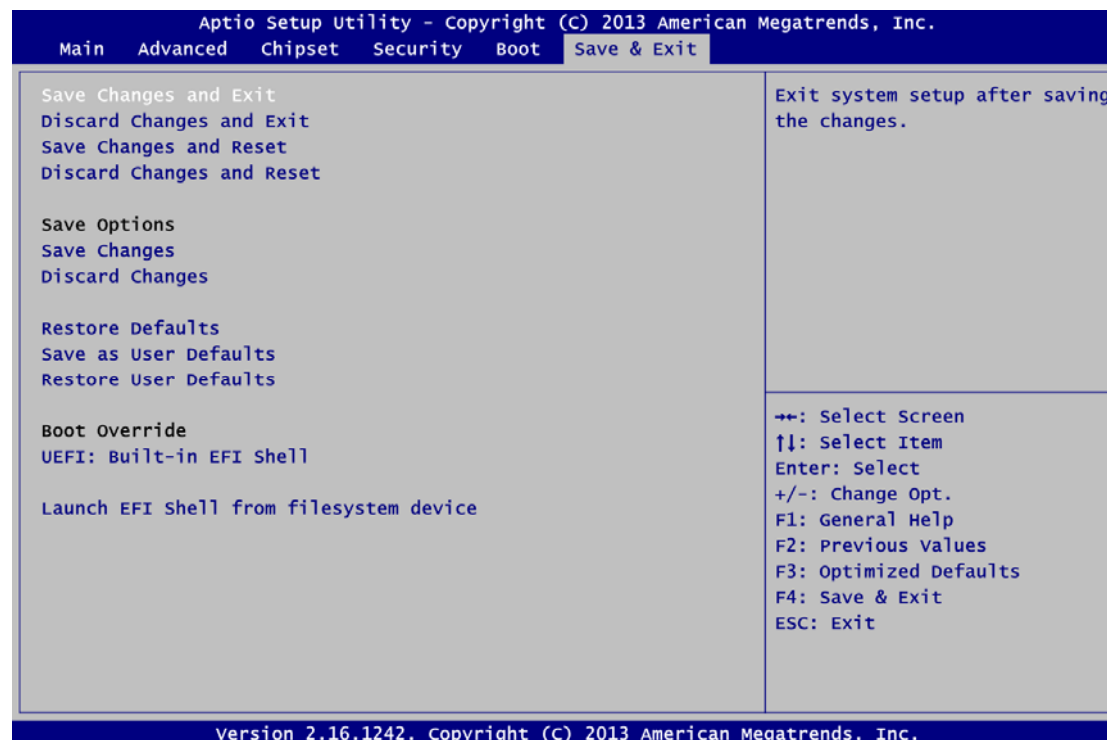 Aptio Setup Utility - Copyright (C) 2013 American Megatrends, Inc.
Main Advanced Chipset Security Boot Save & Exit
Save Changes and Exit
Discard Changes and Exit
Save Changes and Reset
Discard Changes and Reset
Save Options
Save Changes
Discard Changes
Restore Defaults
Save as User Defaults
Restore User Defaults
Boot Override
UEFI: Built-in EFI Shell
Launch EFI Shell from filesystem device
Exit system setup after saving
the changes.
→←: Select Screen
↑↓: Select Item
Enter: Select
+/-: Change Opt.
F1: General Help
F2: Previous Values
F3: Optimized Defaults
F4: Save & Exit
ESC: Exit
Version 2.16.1242. Copyright (C) 2013 American Megatrends, Inc.